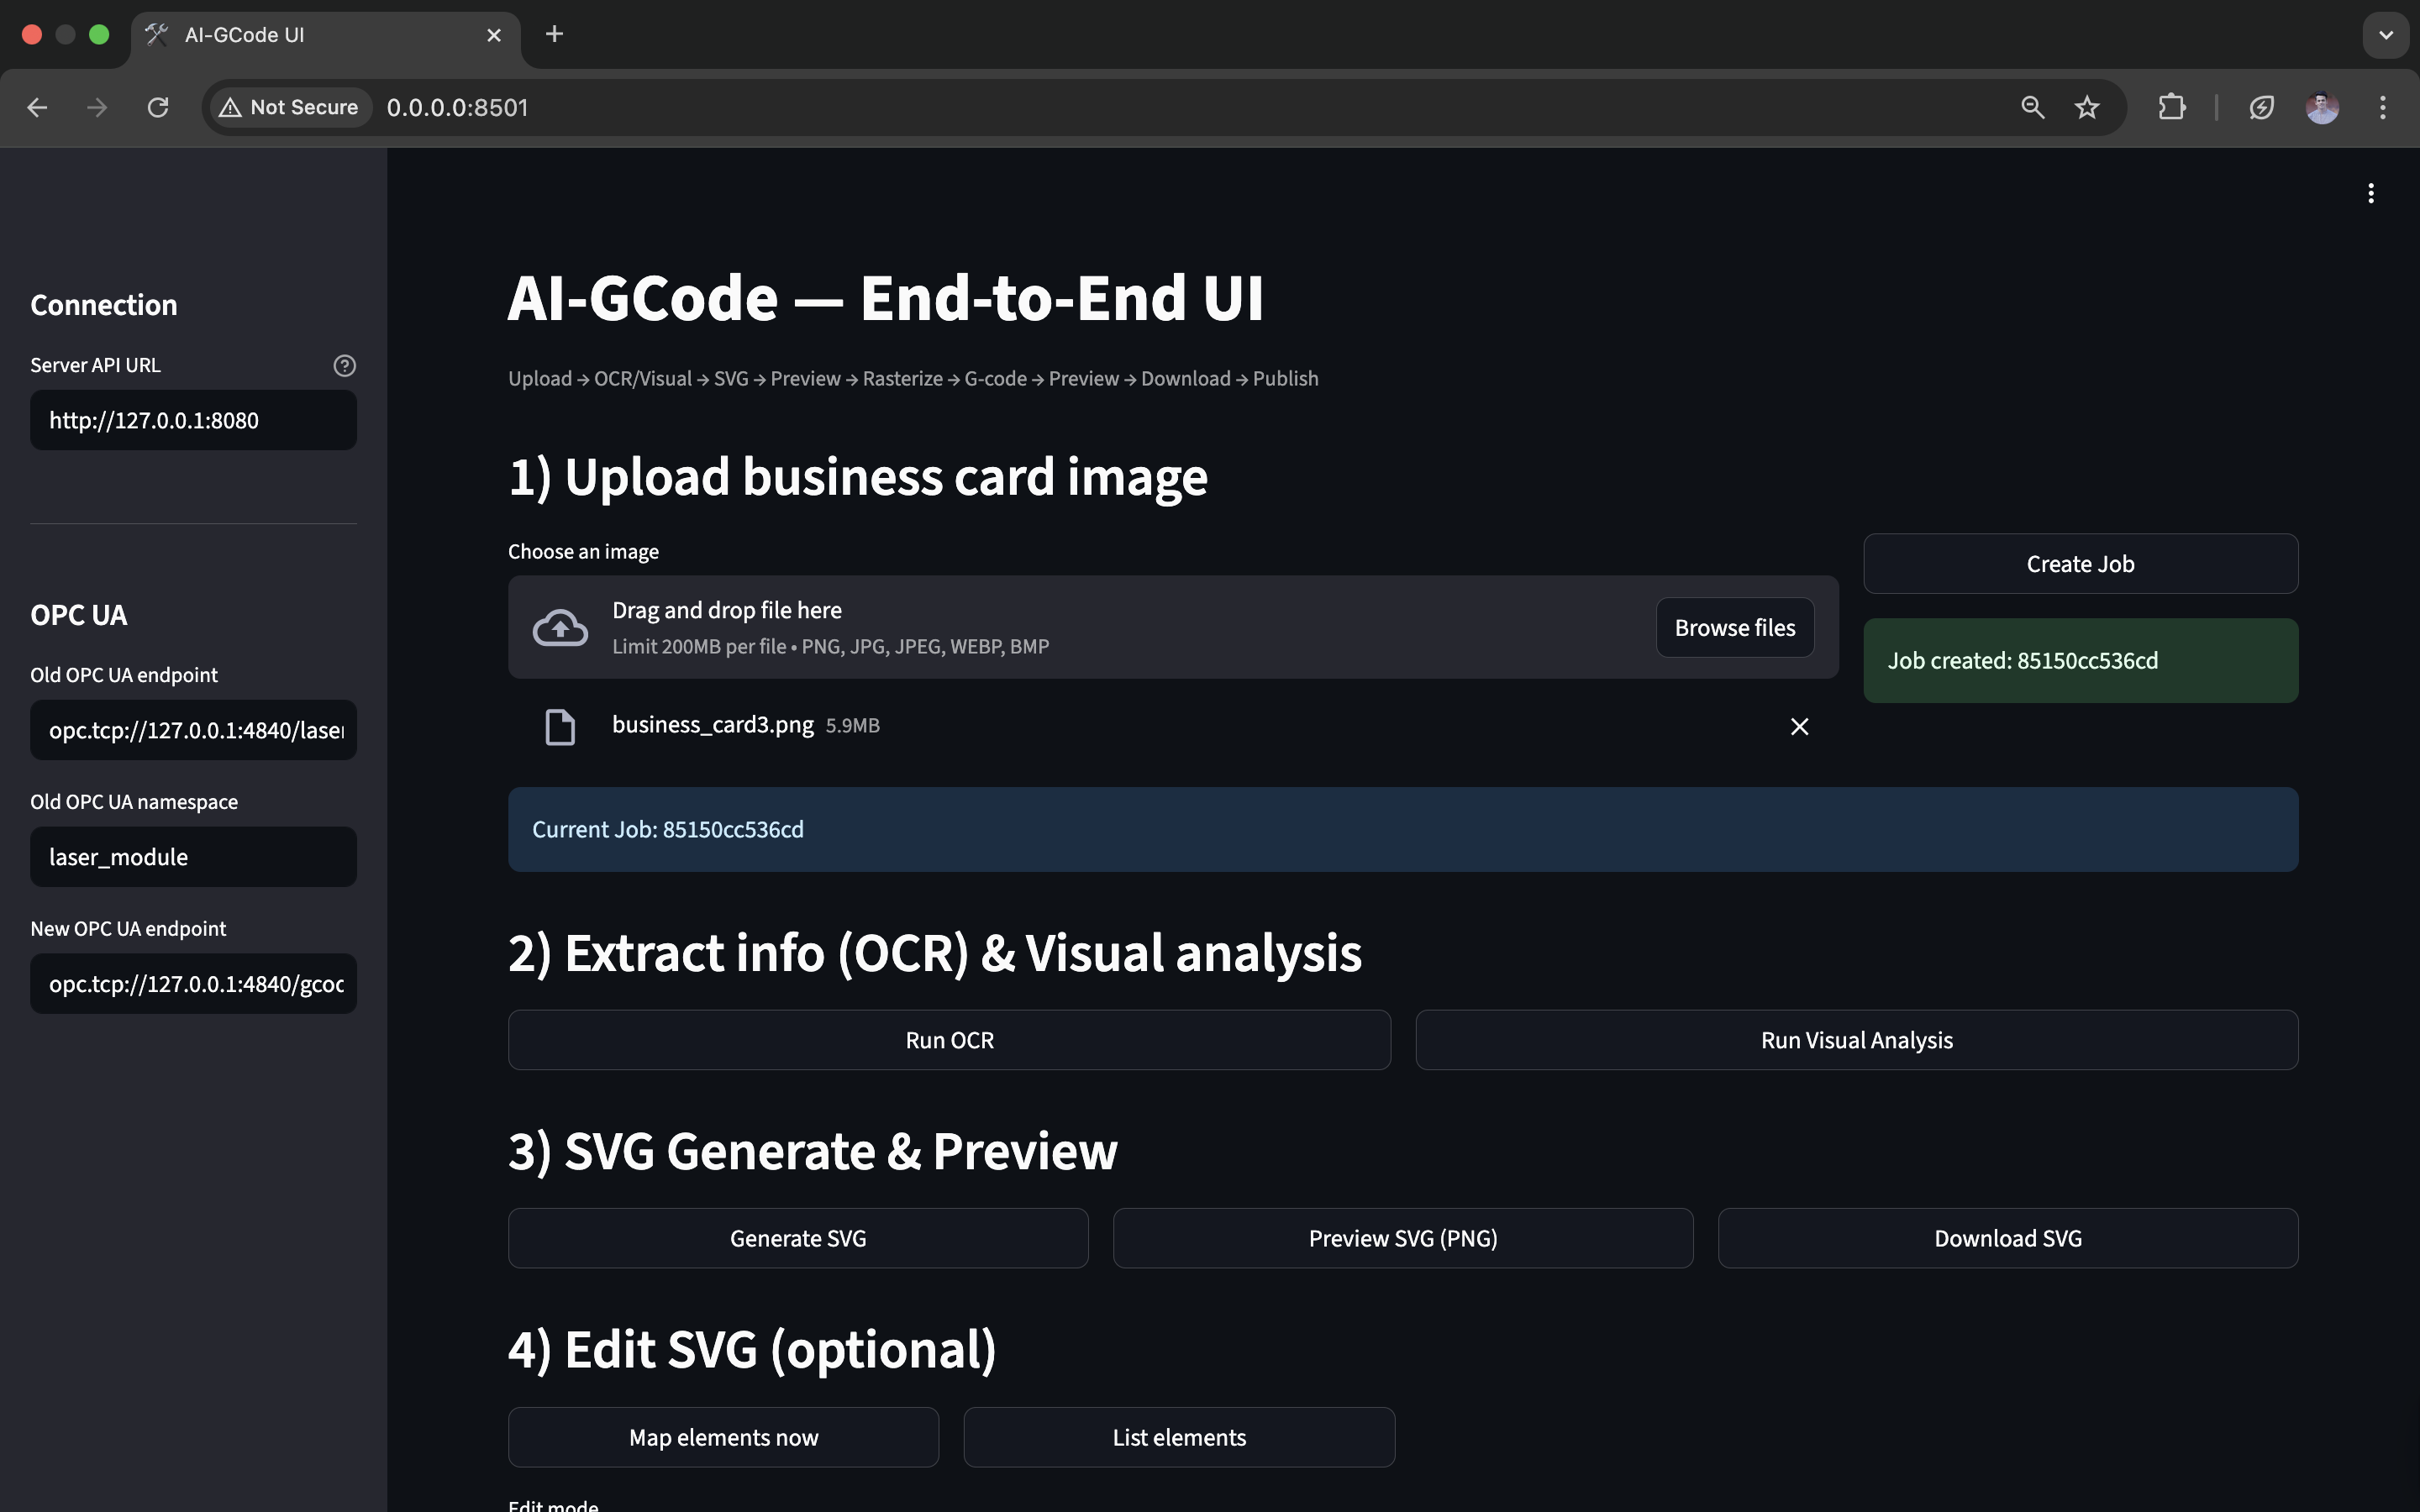 AI-GCode UI
Not Secure
0.0.0.0:8501
Connection
Server API URL
http://127.0.0.1:8080
OPC UA
Old OPC UA endpoint
opc.tcp://127.0.0.1:4840/laser
Old OPC UA namespace
laser_module
New OPC UA endpoint
opc.tcp://127.0.0.1:4840/gcoc
AI-GCode — End-to-End UI
Upload → OCR/Visual → SVG → Preview → Rasterize → G-code → Preview → Download → Publish
1) Upload business card image
Choose an image
Drag and drop file here
Limit 200MB per file • PNG, JPG, JPEG, WEBP, BMP
Browse files
Create Job
Job created: 85150cc536cd
business_card3.png 5.9MB
Current Job: 85150cc536cd
2) Extract info (OCR) & Visual analysis
Run OCR
Run Visual Analysis
3) SVG Generate & Preview
Generate SVG
Preview SVG (PNG)
Download SVG
4) Edit SVG (optional)
Map elements now
List elements
Edit mode